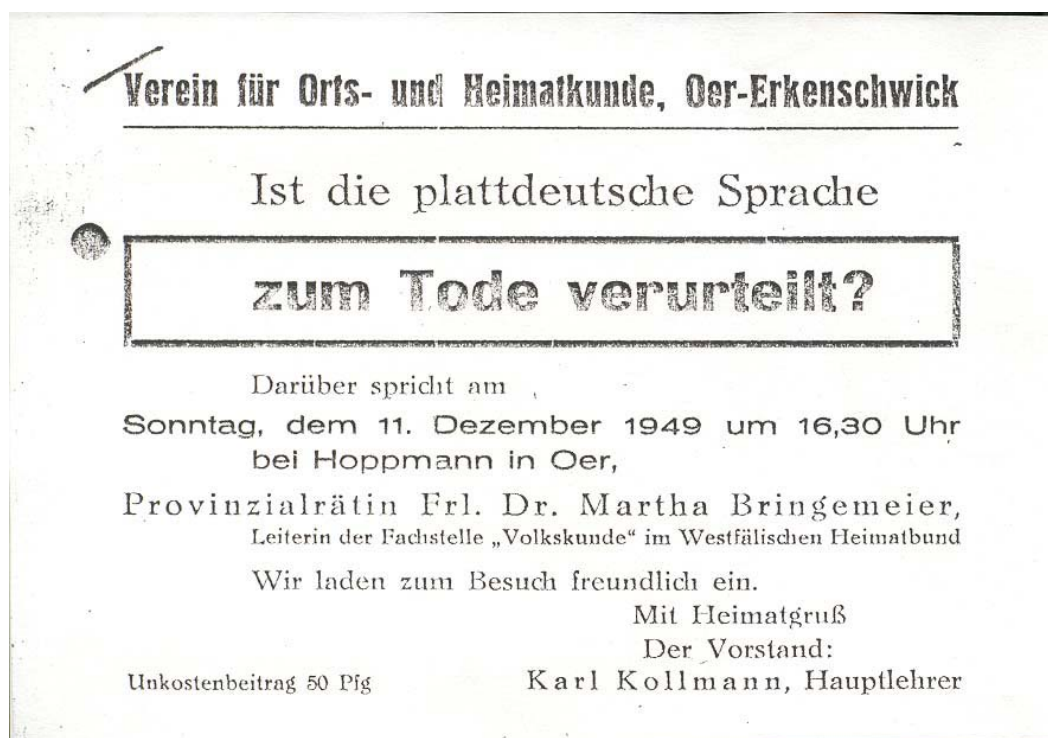 Verein für Orts- und Heimatkunde, Oer-Erkenschwick
Ist die plattdeutsche Sprache
zum Tode verurteilt?
Darüber spricht am
Sonntag, dem 11. Dezember 1949 um 16,30 Uhr
bei Hoppmann in Oer,
Provinzialrätin Frl. Dr. Martha Bringemeier,
Leiterin der Fachstelle „Volkskunde“ im Westfälischen Heimatbund
Wir laden zum Besuch freundlich ein.
Mit Heimatgruß
Der Vorstand:
Unkostenbeitrag 50 Pfg Karl Kollmann, Hauptlehrer